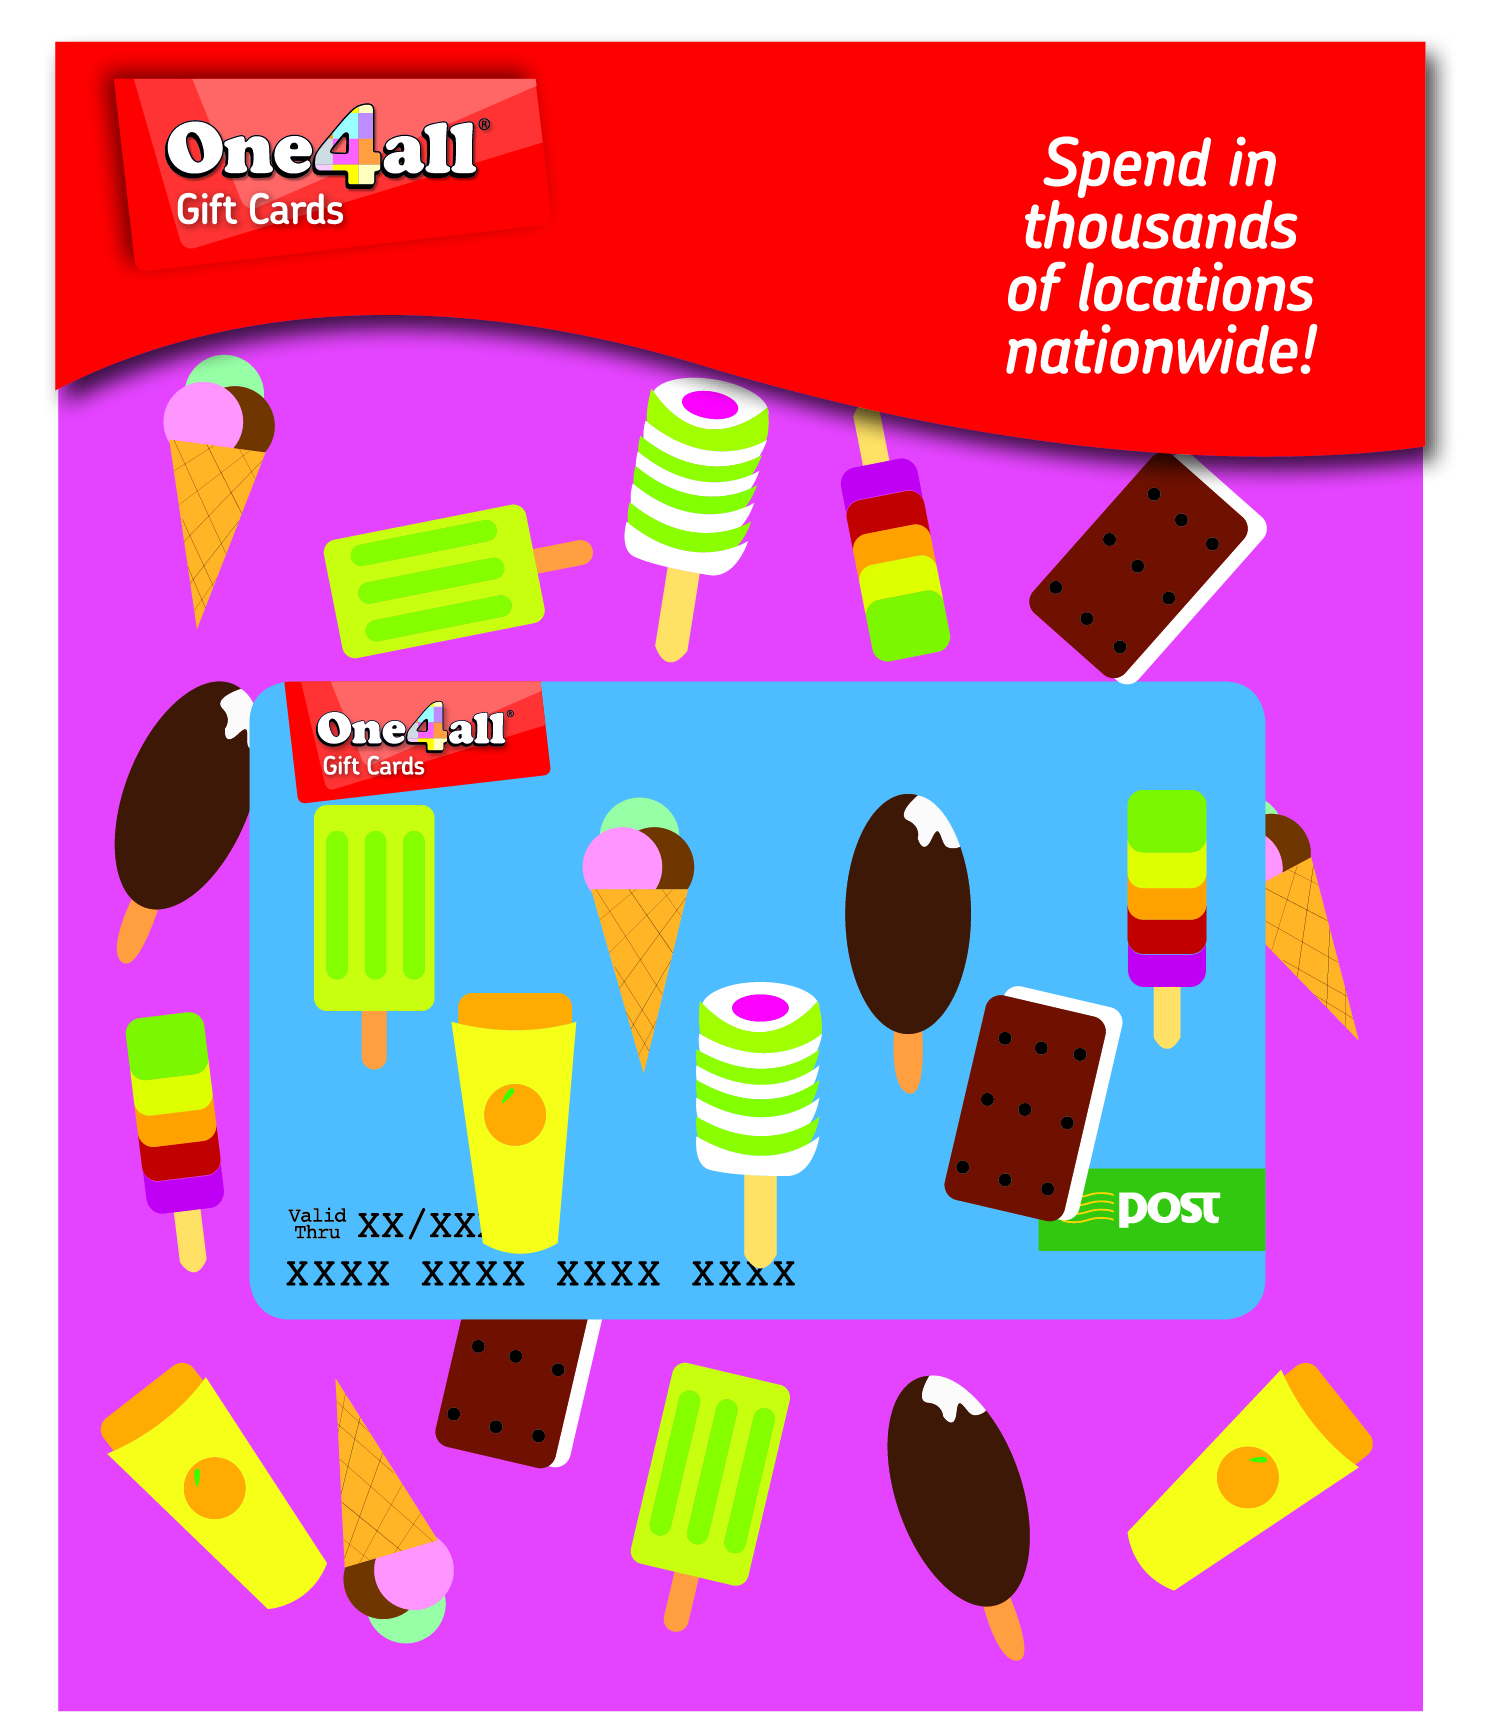 One4all®
Gift Cards
Spend in
thousands
of locations
nationwide!
One4all®
Gift Cards
Valid
Thru XX/XX
post
XXXX XXXX XXXX XXXX